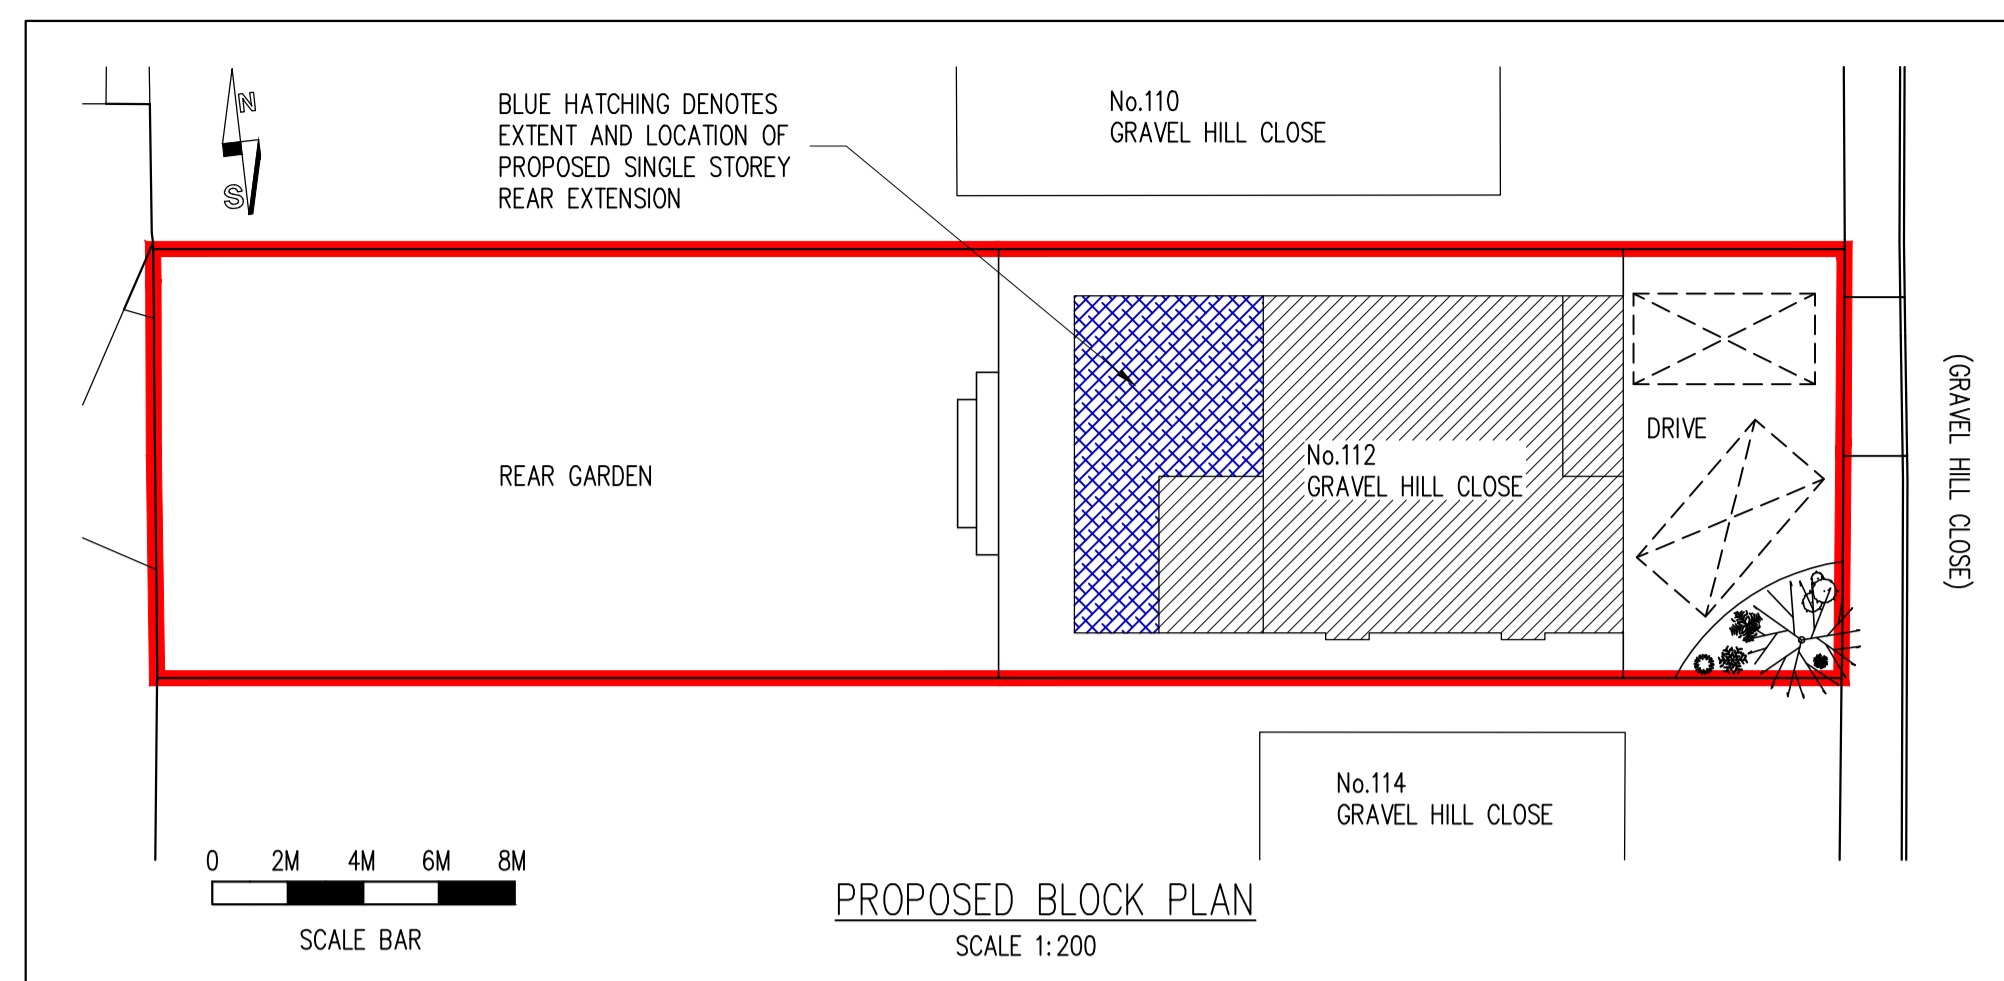 N
S
BLUE HATCHING DENOTES
EXTENT AND LOCATION OF
PROPOSED SINGLE STOREY
REAR EXTENSION
No.110
GRAVEL HILL CLOSE
REAR GARDEN
No.112
GRAVEL HILL CLOSE
DRIVE
(GRAVEL HILL CLOSE)
No.114
GRAVEL HILL CLOSE
0 2M 4M 6M 8M
SCALE BAR
PROPOSED BLOCK PLAN
SCALE 1:200